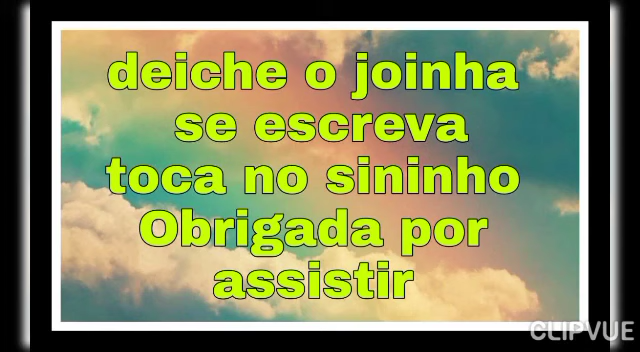 deiche o joinha
se escreva
toca no sininho
Obrigada por
assistir
CLIPVUE